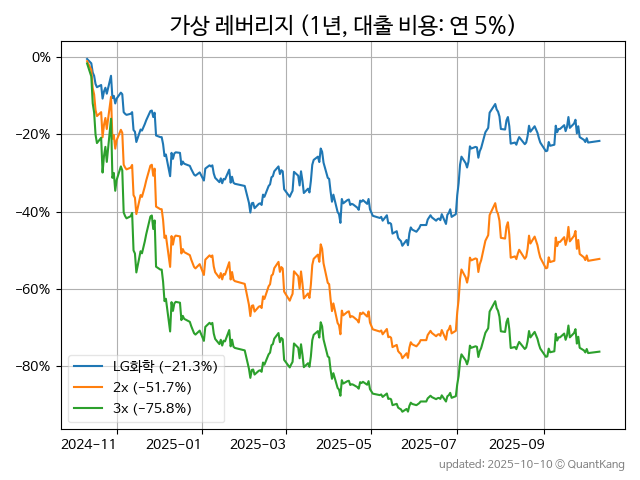 가상 레버리지 (1년, 대출 비용: 연 5%)
0%
−20%
−40%
−60%
−80%
LG화학 (−21.3%)
2x (−51.7%)
3x (−75.8%)
2024-11 2025-01 2025-03 2025-05 2025-07 2025-09
updated: 2025-10-10 © QuantKang